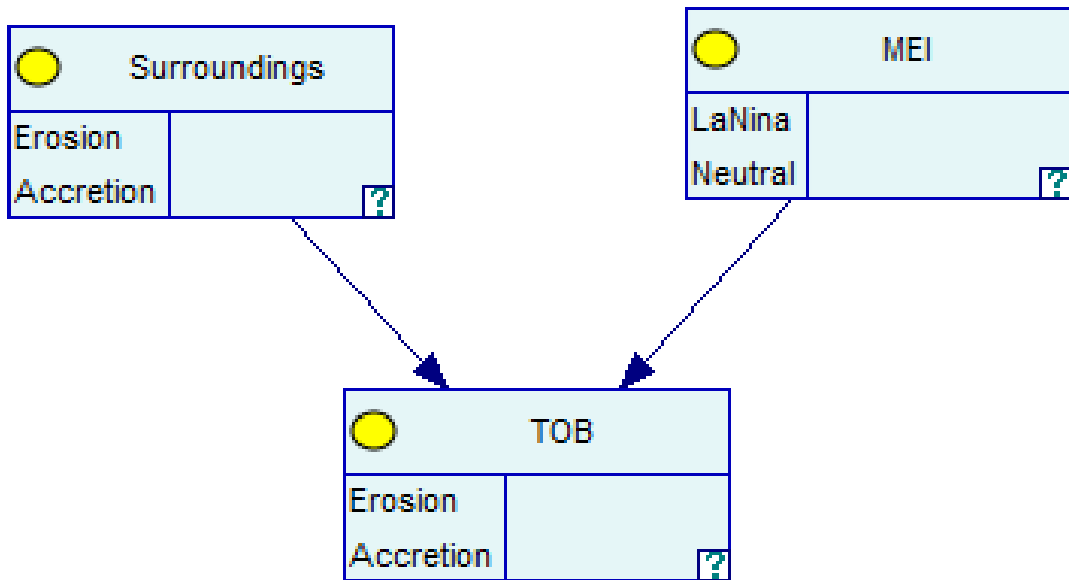 Surroundings
Erosion
Accretion
?
MEI
LaNina
Neutral
?
TOB
Erosion
Accretion
?